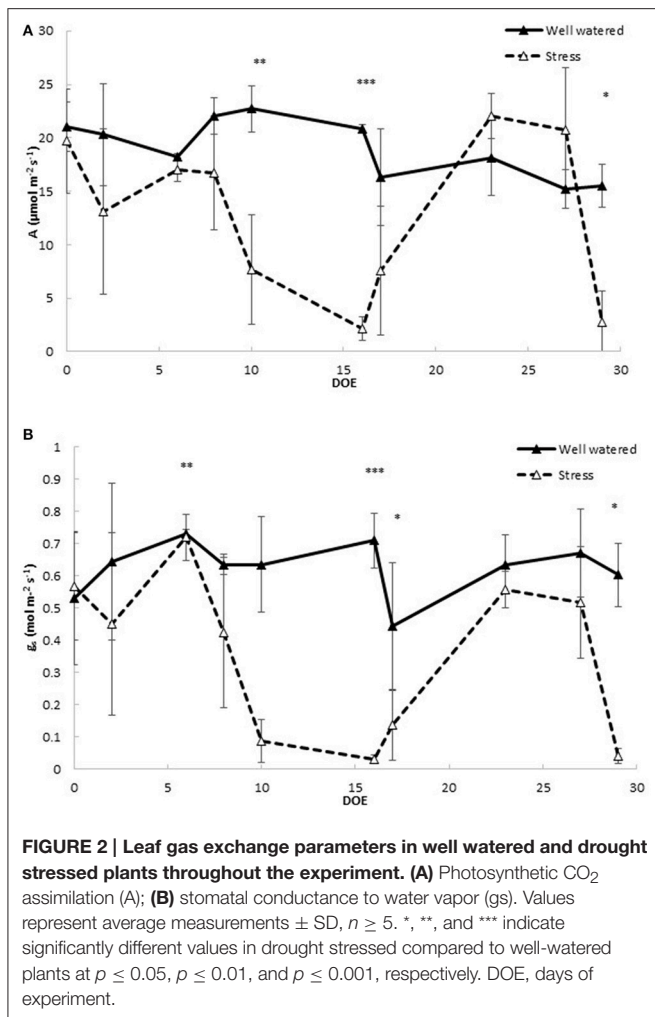 A
Well watered
Stress
** *** *
A (µmol m⁻² s⁻¹)
30
25
20
15
10
5
0
0 5 10 15 20 25 30
DOE
B
Well watered
Stress
** *** * *
gs (mol m-² s⁻¹)
1
0.9
0.8
0.7
0.6
0.5
0.4
0.3
0.2
0.1
0
0 5 10 15 20 25 30
DOE
FIGURE 2 | Leaf gas exchange parameters in well watered and drought
stressed plants throughout the experiment. (A) Photosynthetic CO₂
assimilation (A); (B) stomatal conductance to water vapor (gs). Values
represent average measurements ± SD, n ≥ 5. *, **, and *** indicate
significantly different values in drought stressed compared to well-watered
plants at p ≤ 0.05, p ≤ 0.01, and p ≤ 0.001, respectively. DOE, days of
experiment.